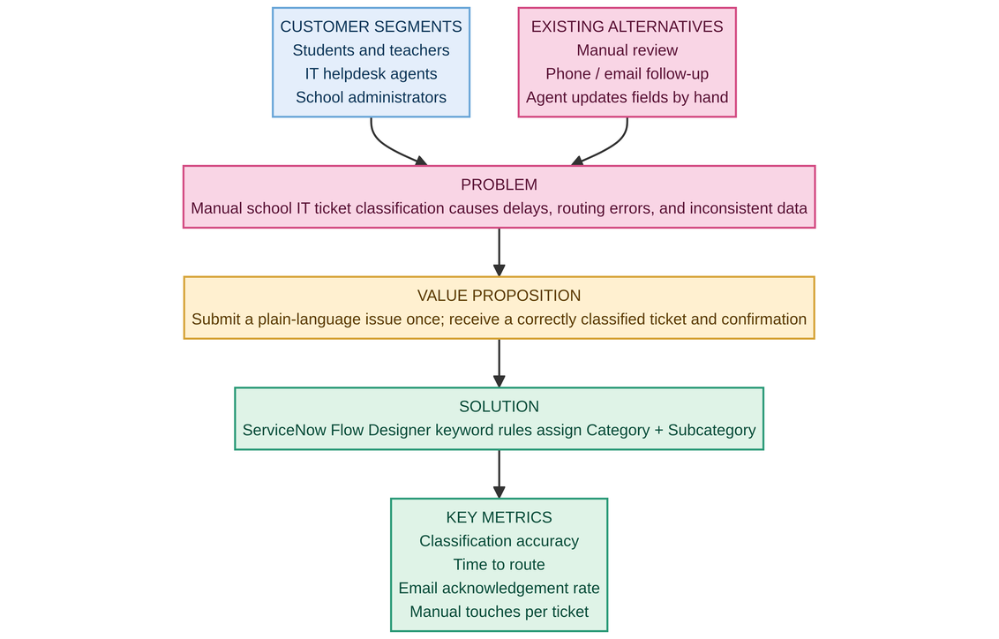 CUSTOMER SEGMENTS
Students and teachers
IT helpdesk agents
School administrators
EXISTING ALTERNATIVES
Manual review
Phone / email follow-up
Agent updates fields by hand
PROBLEM
Manual school IT ticket classification causes delays, routing errors, and inconsistent data
VALUE PROPOSITION
Submit a plain-language issue once; receive a correctly classified ticket and confirmation
SOLUTION
ServiceNow Flow Designer keyword rules assign Category + Subcategory
KEY METRICS
Classification accuracy
Time to route
Email acknowledgement rate
Manual touches per ticket